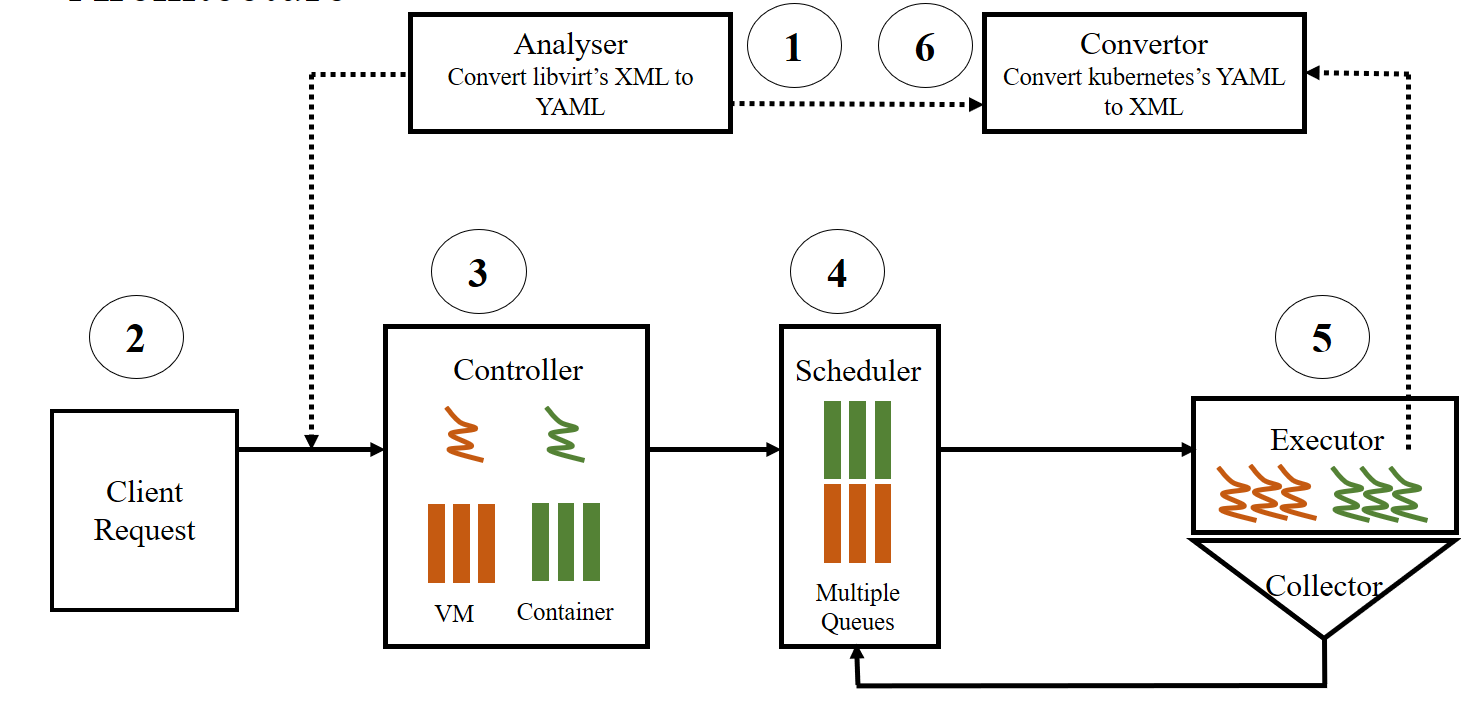 Architecture
Analyser
Convert libvirt's XML to
YAML
1
6
Convertor
Convert kubernetes's YAML
to XML
2
3
4
5
Client
Request
Controller
VM
Container
Scheduler
Multiple
Queues
Executor
Collector